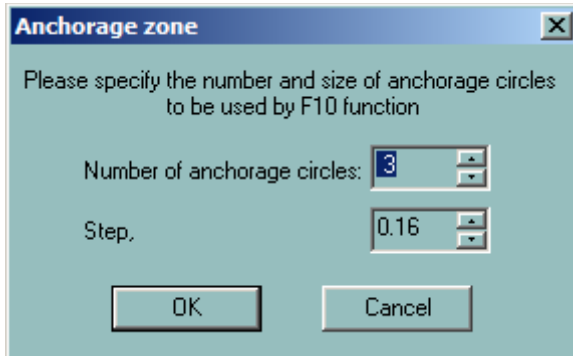 Anchorage zone
Please specify the number and size of anchorage circles
to be used by F10 function
Number of anchorage circles: 3
Step, 0.16
OK Cancel